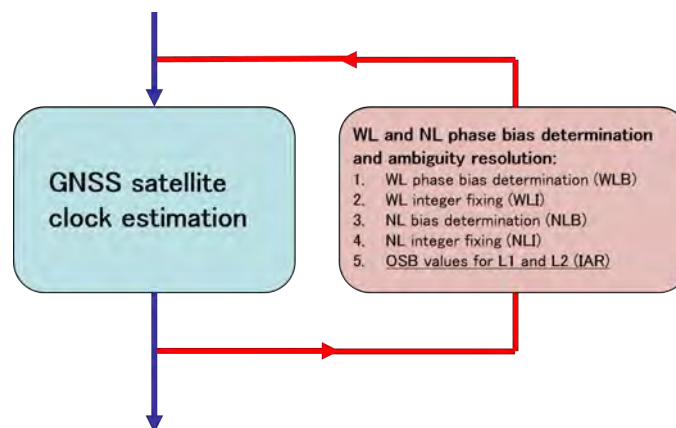 GNSS satellite
clock estimation
WL and NL phase bias determination
and ambiguity resolution:
1. WL phase bias determination (WLB)
2. WL integer fixing (WLI)
3. NL bias determination (NLB)
4. NL integer fixing (NLI)
5. OSB values for L1 and L2 (IAR)